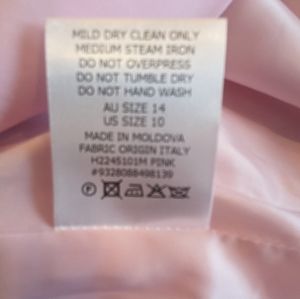 MILD DRY CLEAN ONLY
MEDIUM STEAM IRON
DO NOT OVERPRESS
DO NOT TUMBLE DRY
DO NOT HAND WASH
AU SIZE 14
US SIZE 10
MADE IN MOLDOVA
FABRIC ORIGIN ITALY
H2245101M PINK
#9328088498139